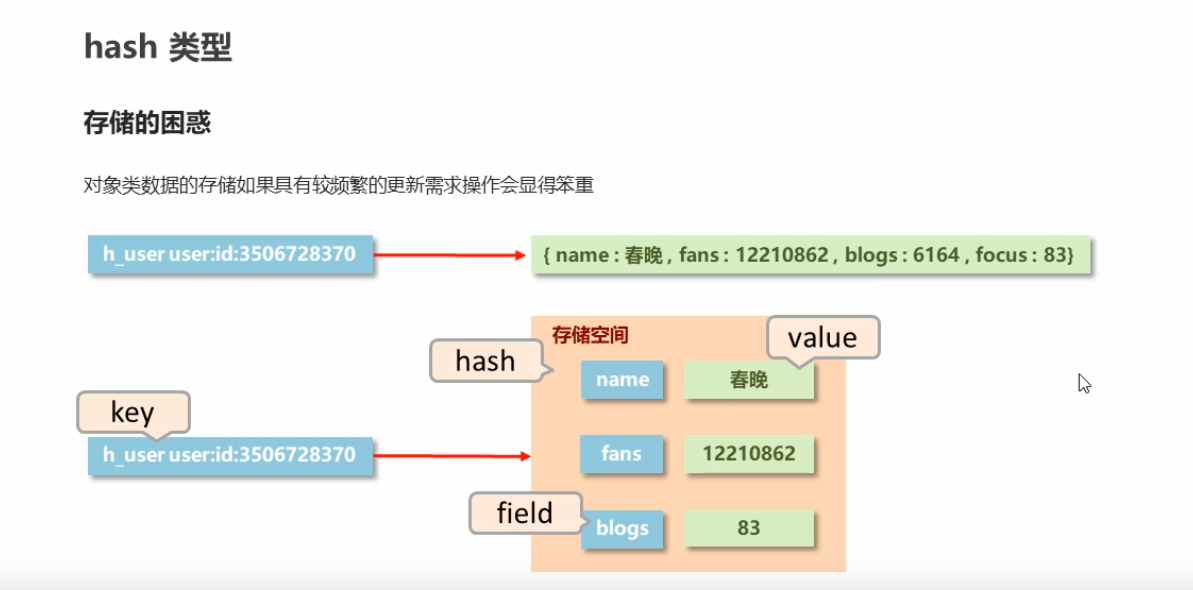 hash 类型
存储的困惑
对象类数据的存储如果具有较频繁的更新需求操作会显得笨重
h_user user:id:3506728370
{ name : 春晚 , fans : 12210862 , blogs : 6164 , focus : 83}
存储空间
value
hash
name
春晚
key
h_user user:id:3506728370
fans
12210862
field
blogs
83